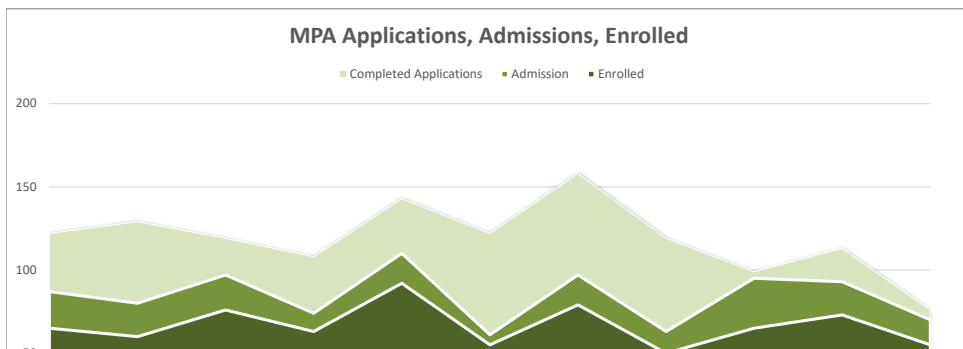 MPA Applications, Admissions, Enrolled
Completed Applications Admission Enrolled
200
150
100